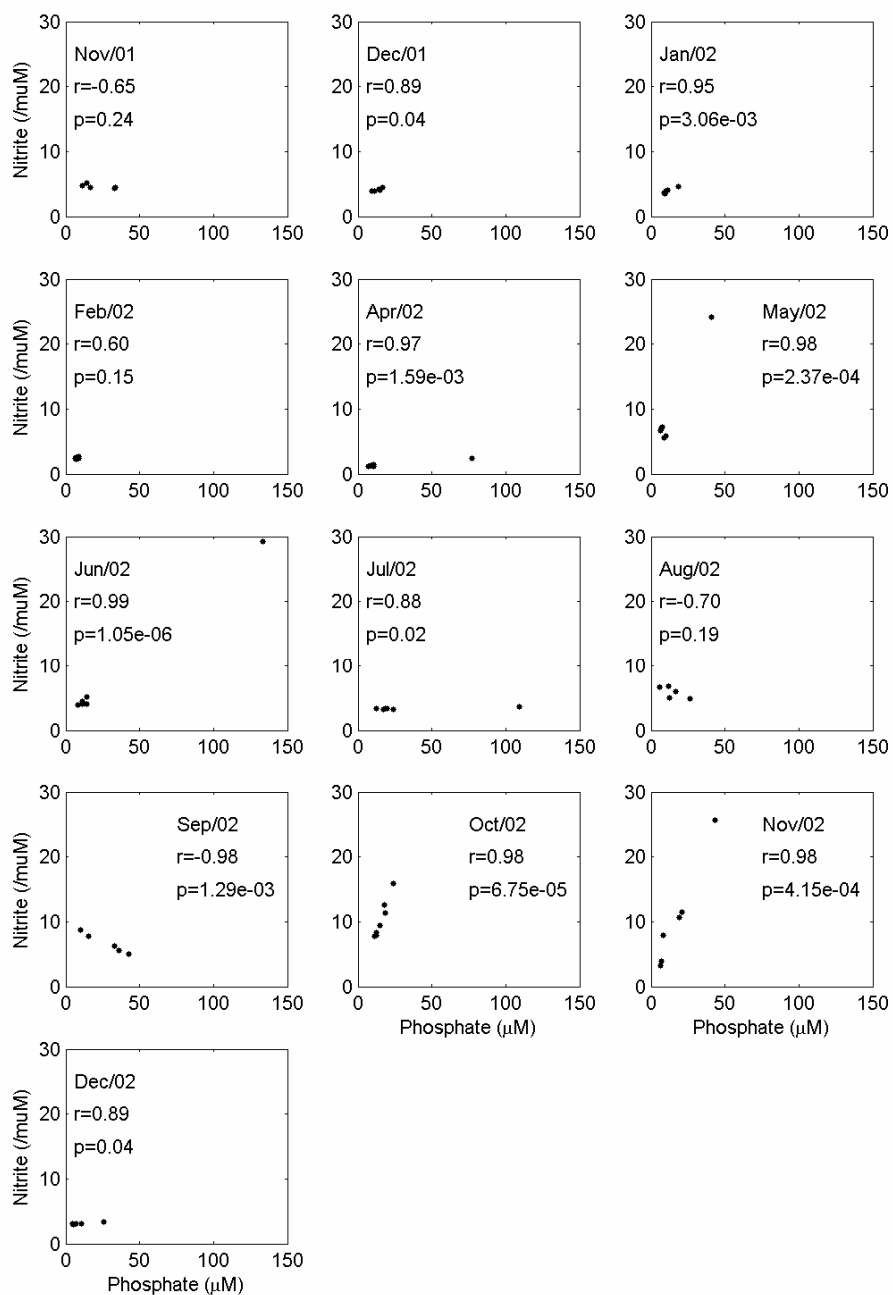 Nitrite (/muM)
30
20
10
0
Nov/01
r=-0.65
p=0.24
0 50 100 150
30
20
10
0
Dec/01
r=0.89
p=0.04
0 50 100 150
30
20
10
0
Jan/02
r=0.95
p=3.06e-03
0 50 100 150
Nitrite (/muM)
30
20
10
0
Feb/02
r=0.60
p=0.15
0 50 100 150
30
20
10
0
Apr/02
r=0.97
p=1.59e-03
0 50 100 150
30
20
10
0
May/02
r=0.98
p=2.37e-04
0 50 100 150
Nitrite (/muM)
30
20
10
0
Jun/02
r=0.99
p=1.05e-06
0 50 100 150
30
20
10
0
Jul/02
r=0.88
p=0.02
0 50 100 150
30
20
10
0
Aug/02
r=-0.70
p=0.19
0 50 100 150
Nitrite (/muM)
30
20
10
0
Sep/02
r=-0.98
p=1.29e-03
0 50 100 150
30
20
10
0
Oct/02
r=0.98
p=6.75e-05
0 50 100 150
Phosphate (μM)
30
20
10
0
Nov/02
r=0.98
p=4.15e-04
0 50 100 150
Phosphate (μM)
Nitrite (/muM)
30
20
10
0
Dec/02
r=0.89
p=0.04
0 50 100 150
Phosphate (μM)